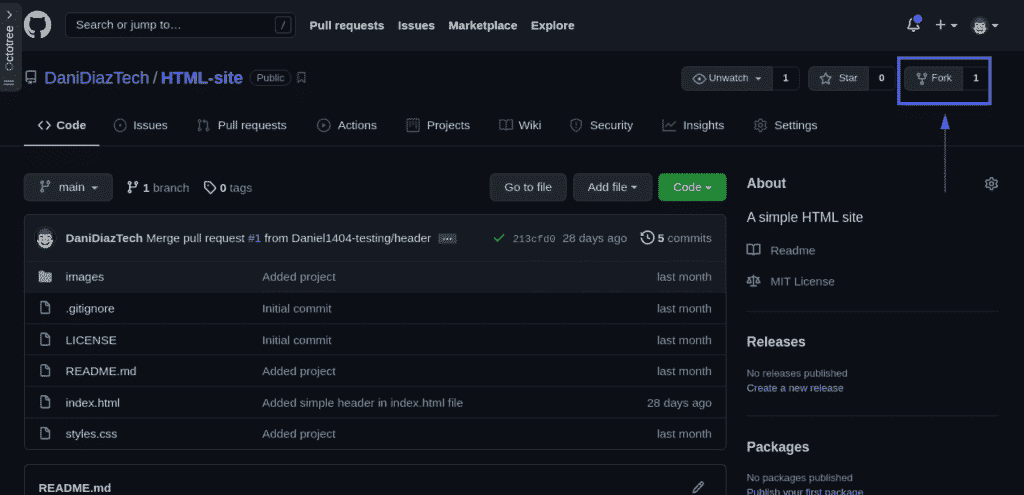 Search or jump to… /
Pull requests Issues Marketplace Explore
octotree
DaniDiazTech / HTML-site Public
Unwatch 1 Star 0 Fork 1
Code Issues Pull requests Actions Projects Wiki Security Insights Settings
main 1 branch 0 tags Go to file Add file Code
DaniDiazTech Merge pull request #1 from Daniel1404-testing/header ... 213cfd0 28 days ago 5 commits
images Added project last month
.gitignore Initial commit last month
LICENSE Initial commit last month
README.md Added project last month
index.html Added simple header in index.html file 28 days ago
styles.css Added project last month
README.md
About
A simple HTML site
Readme
MIT License
Releases
No releases published
Create a new release
Packages
No packages published
Publish your first package